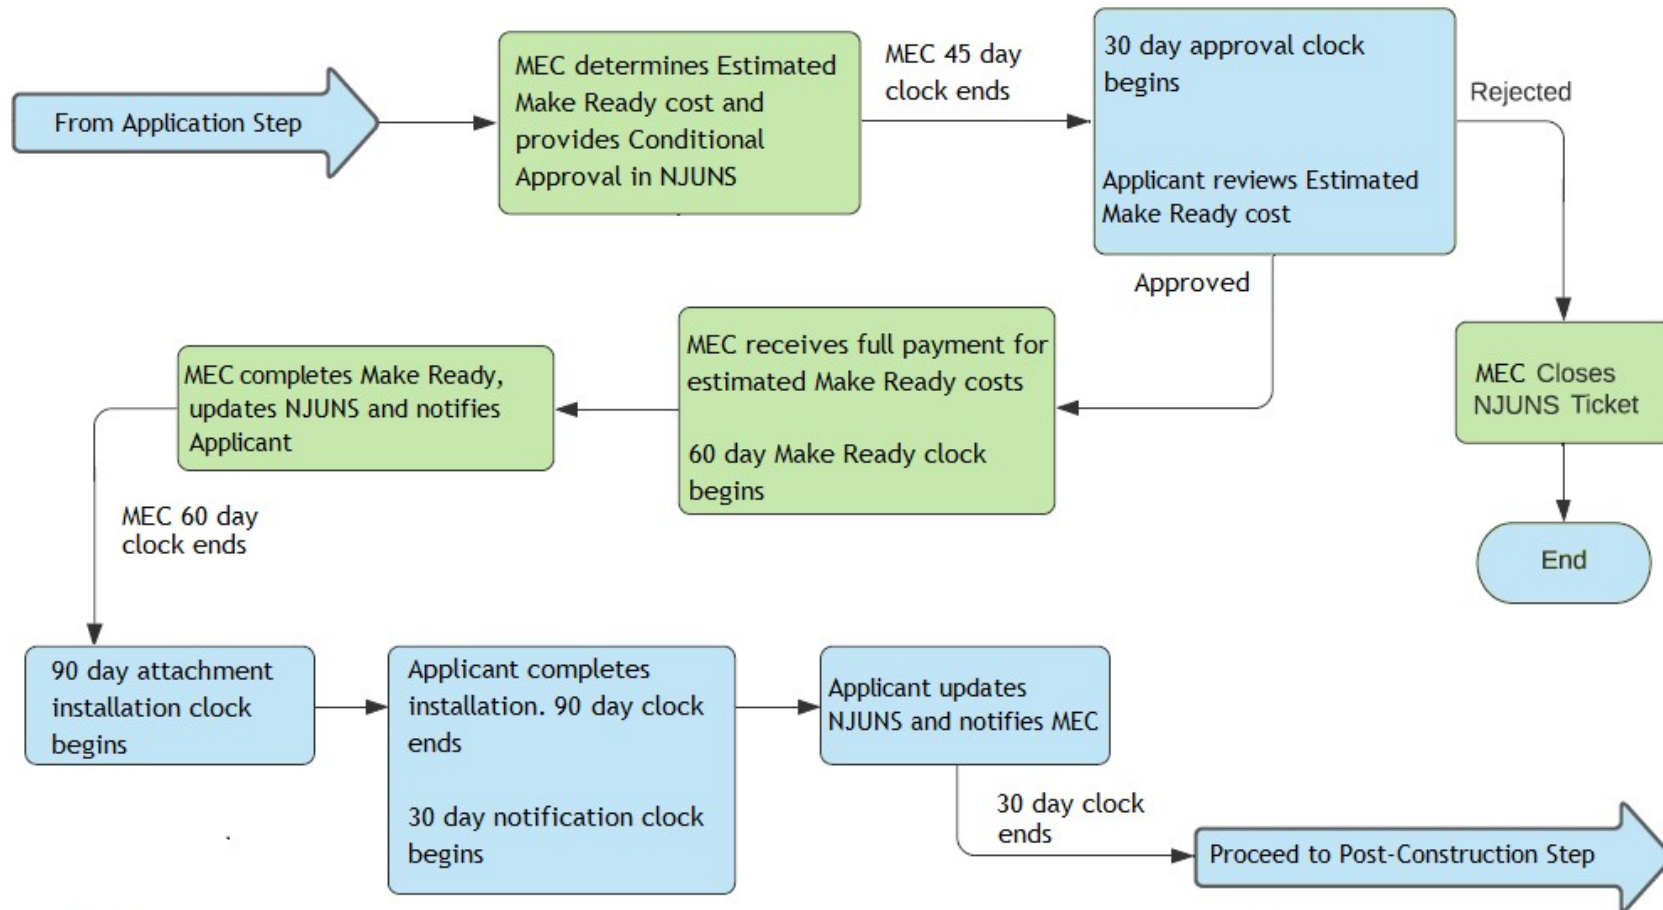 From Application Step
MEC determines Estimated
Make Ready cost and
provides Conditional
Approval in NJUNS
MEC 45 day
clock ends
30 day approval clock
begins
Applicant reviews Estimated
Make Ready cost
Rejected
MEC Closes
NJUNS Ticket
End
Approved
MEC receives full payment for
estimated Make Ready costs
60 day Make Ready clock
begins
MEC completes Make Ready,
updates NJUNS and notifies
Applicant
MEC 60 day
clock ends
90 day attachment
installation clock
begins
Applicant completes
installation. 90 day clock
ends
30 day notification clock
begins
Applicant updates
NJUNS and notifies MEC
30 day clock
ends
Proceed to Post-Construction Step